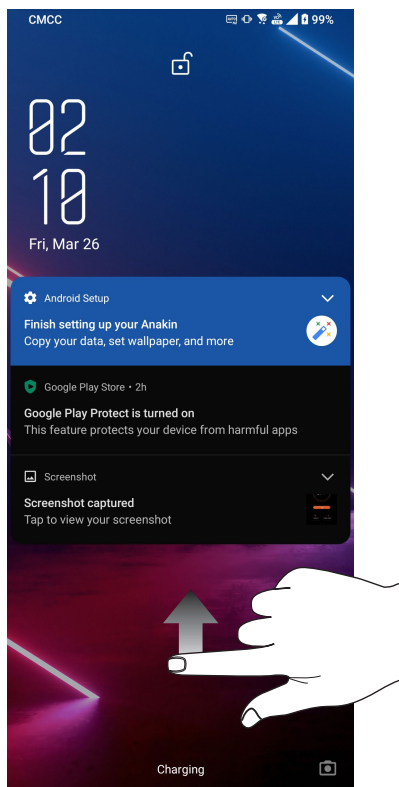 CMCC
99%
02
10
Fri, Mar 26
Android Setup
Finish setting up your Anakin
Copy your data, set wallpaper, and more
Google Play Store • 2h
Google Play Protect is turned on
This feature protects your device from harmful apps
Screenshot
Screenshot captured
Tap to view your screenshot
Charging